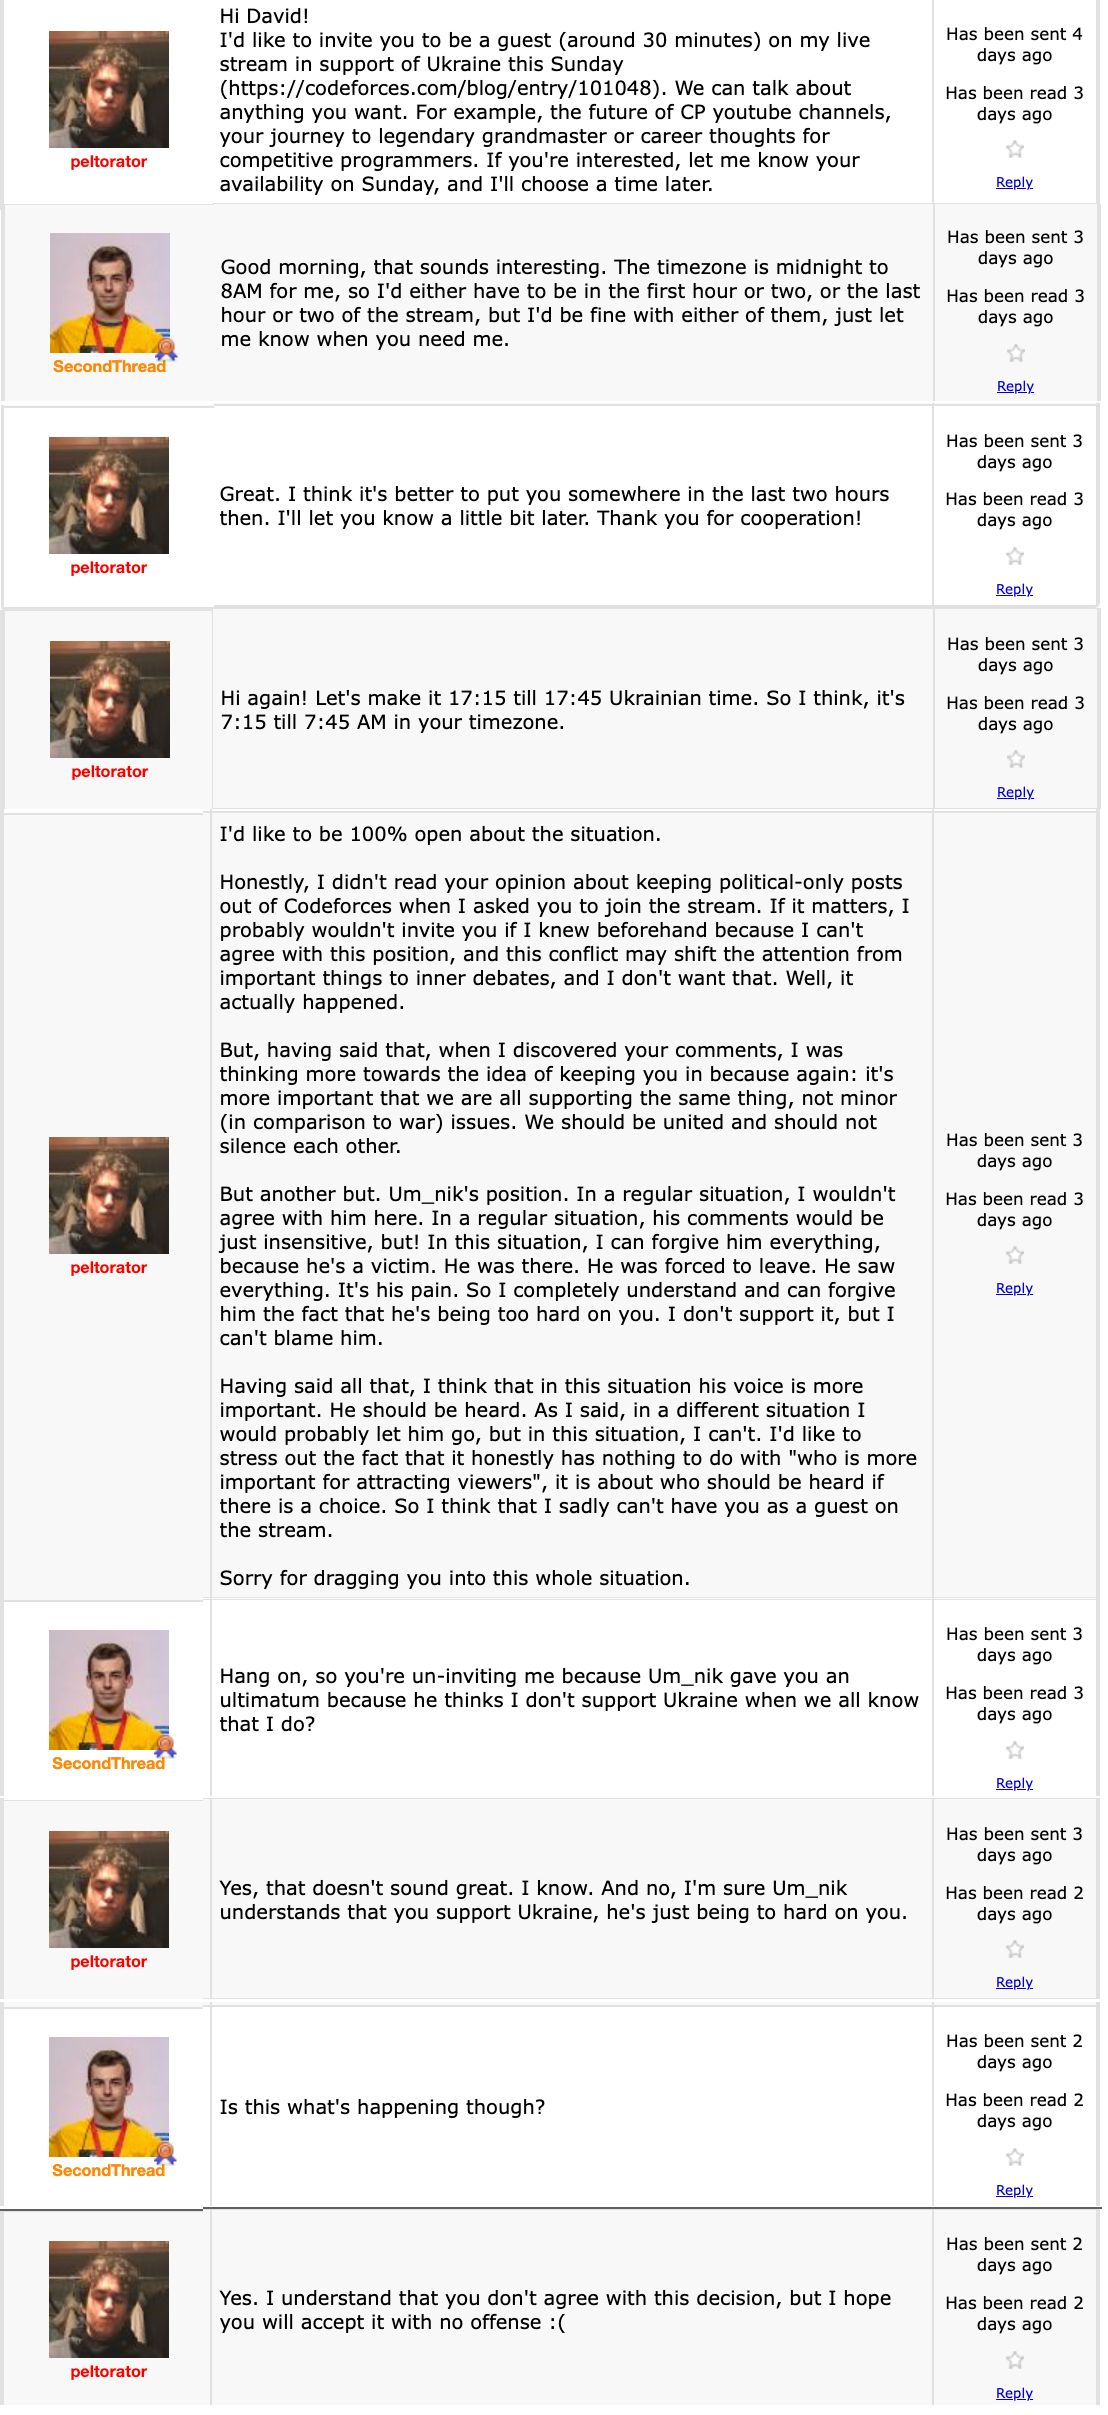 Hi David!
I'd like to invite you to be a guest (around 30 minutes) on my live
stream in support of Ukraine this Sunday
(https://codeforces.com/blog/entry/101048). We can talk about
anything you want. For example, the future of CP youtube channels,
your journey to legendary grandmaster or career thoughts for
competitive programmers. If you're interested, let me know your
availability on Sunday, and I'll choose a time later.
peltorator
Has been sent 4
days ago
Has been read 3
days ago
Reply
Good morning, that sounds interesting. The timezone is midnight to
8AM for me, so I'd either have to be in the first hour or two, or the last
hour or two of the stream, but I'd be fine with either of them, just let
me know when you need me.
SecondThread
Has been sent 3
days ago
Has been read 3
days ago
Reply
Great. I think it's better to put you somewhere in the last two hours
then. I'll let you know a little bit later. Thank you for cooperation!
peltorator
Has been sent 3
days ago
Has been read 3
days ago
Reply
Hi again! Let's make it 17:15 till 17:45 Ukrainian time. So I think, it's
7:15 till 7:45 AM in your timezone.
peltorator
Has been sent 3
days ago
Has been read 3
days ago
Reply
I'd like to be 100% open about the situation.
Honestly, I didn't read your opinion about keeping political-only posts
out of Codeforces when I asked you to join the stream. If it matters, I
probably wouldn't invite you if I knew beforehand because I can't
agree with this position, and this conflict may shift the attention from
important things to inner debates, and I don't want that. Well, it
actually happened.
But, having said that, when I discovered your comments, I was
thinking more towards the idea of keeping you in because again: it's
more important that we are all supporting the same thing, not minor
(in comparison to war) issues. We should be united and should not
silence each other.
But another but. Um_nik's position. In a regular situation, I wouldn't
agree with him here. In a regular situation, his comments would be
just insensitive, but! In this situation, I can forgive him everything,
because he's a victim. He was there. He was forced to leave. He saw
everything. It's his pain. So I completely understand and can forgive
him the fact that he's being too hard on you. I don't support it, but I
can't blame him.
Having said all that, I think that in this situation his voice is more
important. He should be heard. As I said, in a different situation I
would probably let him go, but in this situation, I can't. I'd like to
stress out the fact that it honestly has nothing to do with "who is more
important for attracting viewers", it is about who should be heard if
there is a choice. So I think that I sadly can't have you as a guest on
the stream.
Sorry for dragging you into this whole situation.
peltorator
Has been sent 3
days ago
Has been read 3
days ago
Reply
Hang on, so you're un-inviting me because Um_nik gave you an
ultimatum because he thinks I don't support Ukraine when we all know
that I do?
SecondThread
Has been sent 3
days ago
Has been read 3
days ago
Reply
Yes, that doesn't sound great. I know. And no, I'm sure Um_nik
understands that you support Ukraine, he's just being to hard on you.
peltorator
Has been sent 3
days ago
Has been read 2
days ago
Reply
Is this what's happening though?
SecondThread
Has been sent 2
days ago
Has been read 2
days ago
Reply
Yes. I understand that you don't agree with this decision, but I hope
you will accept it with no offense :(
peltorator
Has been sent 2
days ago
Has been read 2
days ago
Reply